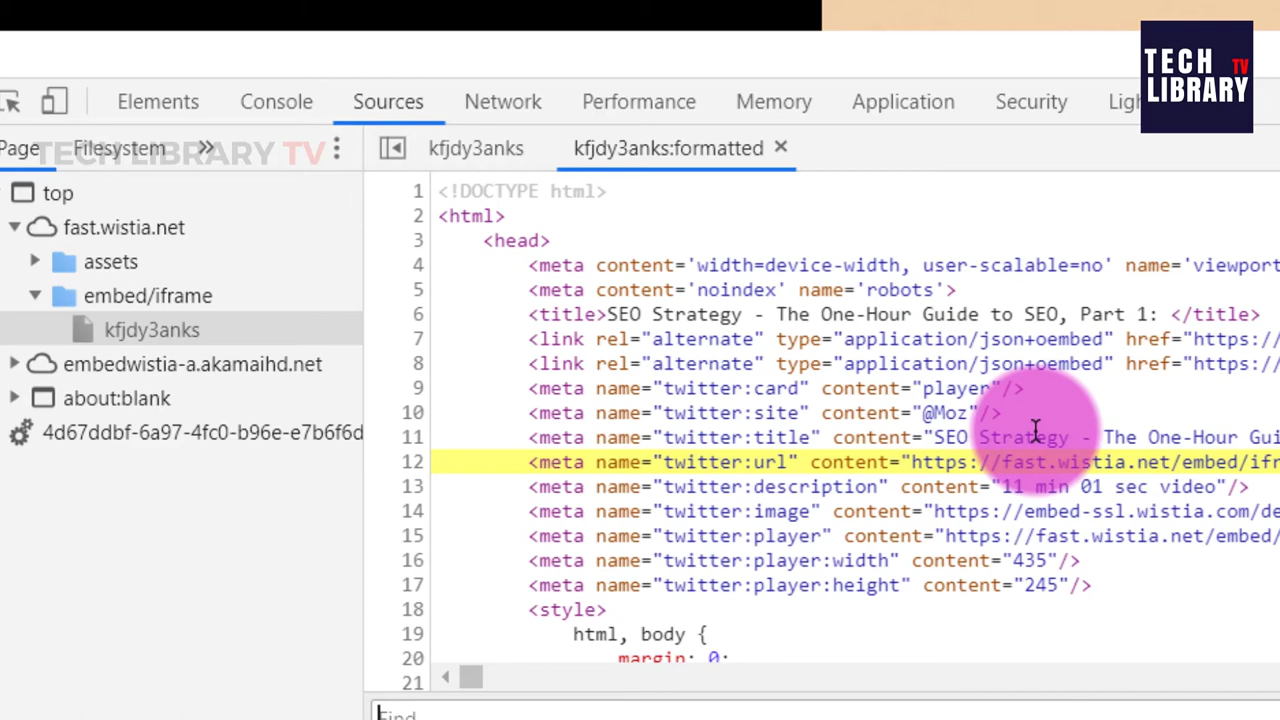 TECH TV
LIBRARY
Elements Console Sources Network Performance Memory Application Security Ligh
Page Filesystem »
TECH LIBRARY TV
kfjdy3anks kfjdy3anks:formatted ×
top
fast.wistia.net
assets
embed/iframe
kfjdy3anks
embedwistia-a.akamaihd.net
about:blank
4d67ddbf-6a97-4fc0-b96e-e7b6f6d
1 <!DOCTYPE html>
2 <html>
3 <head>
4 <meta content='width=device-width, user-scalable=no' name='viewport
5 <meta content='noindex' name='robots'>
6 <title>SEO Strategy - The One-Hour Guide to SEO, Part 1: </title>
7 <link rel="alternate" type="application/json+oembed" href="https://
8 <link rel="alternate" type="application/json+oembed" href="https://
9 <meta name="twitter:card" content="player"/>
10 <meta name="twitter:site" content="@Moz"/>
11 <meta name="twitter:title" content="SEO Strategy - The One-Hour Gui
12 <meta name="twitter:url" content="https://fast.wistia.net/embed/ifr
13 <meta name="twitter:description" content="11 min 01 sec video"/>
14 <meta name="twitter:image" content="https://embed-ssl.wistia.com/de
15 <meta name="twitter:player" content="https://fast.wistia.net/embed/
16 <meta name="twitter:player:width" content="435"/>
17 <meta name="twitter:player:height" content="245"/>
18 <style>
19 html, body {
20 margin: 0;
21
Find